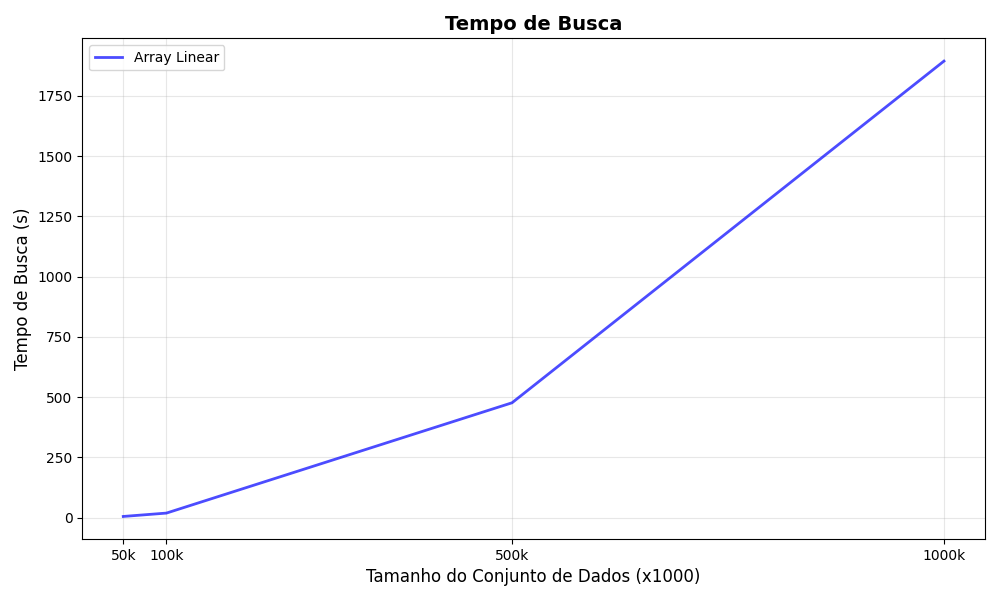 Tempo de Busca
Array Linear
Tempo de Busca (s)
1750
1500
1250
1000
750
500
250
0
50k 100k 500k 1000k
Tamanho do Conjunto de Dados (x1000)